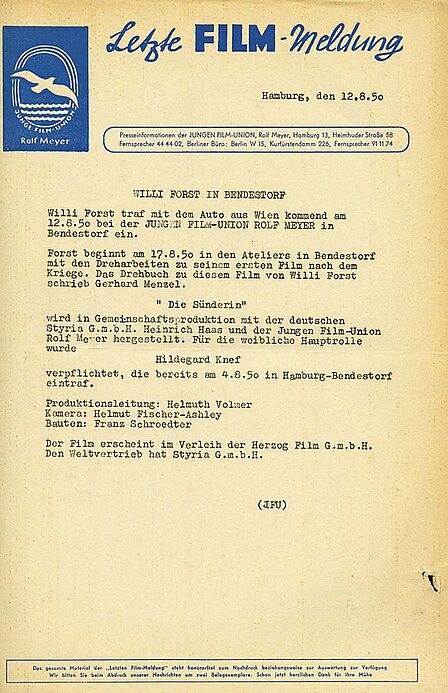 Letzte FILM-Meldung
JUNGE FILM-UNION
Rolf Meyer
Hamburg, den 12.8.50
Presseinformationen der JUNGEN FILM-UNION, Rolf Meyer, Hamburg 13, Heimhuder Straße 58
Fernsprecher 44 44 02, Berliner Büro: Berlin W 15, Kurfürstendamm 226, Fernsprecher 91 11 74
WILLI FORST IN BENDESTORF
Willi Forst traf mit dem Auto aus Wien kommend am
12.8.50 bei der JUNGEN FILM-UNION ROLF MEYER in
Bendestorf ein.
Forst beginnt am 17.8.50 in den Ateliers in Bendestorf
mit den Dreharbeiten zu seinem ersten Film nach dem
Kriege. Das Drehbuch zu diesem Film von Willi Forst
schrieb Gerhard Menzel.
" Die Sünderin"
wird in Gemeinschaftsproduktion mit der deutschen
Styria G.m.b.H. Heinrich Haas und der Jungen Film-Union
Rolf Meyer hergestellt. Für die weibliche Hauptrolle
wurde
Hildegard Knef
verpflichtet, die bereits am 4.8.50 in Hamburg-Bendestorf
eintraf.
Produktionsleitung: Helmuth Volmer
Kamera: Helmut Fischer-Ashley
Bauten: Franz Schroedter
Der Film erscheint im Verleih der Herzog Film G.m.b.H.
Den Weltvertrieb hat Styria G.m.b.H.
(JFU)
Das gesamte Material der „Letzten Film-Meldung" steht honorarfrei zum Nachdruck beziehungsweise zur Auswertung zur Verfügung
Wir bitten Sie beim Abdruck unserer Nachrichten um zwei Belegexemplare. Schon jetzt herzlichen Dank für Ihre Mühe